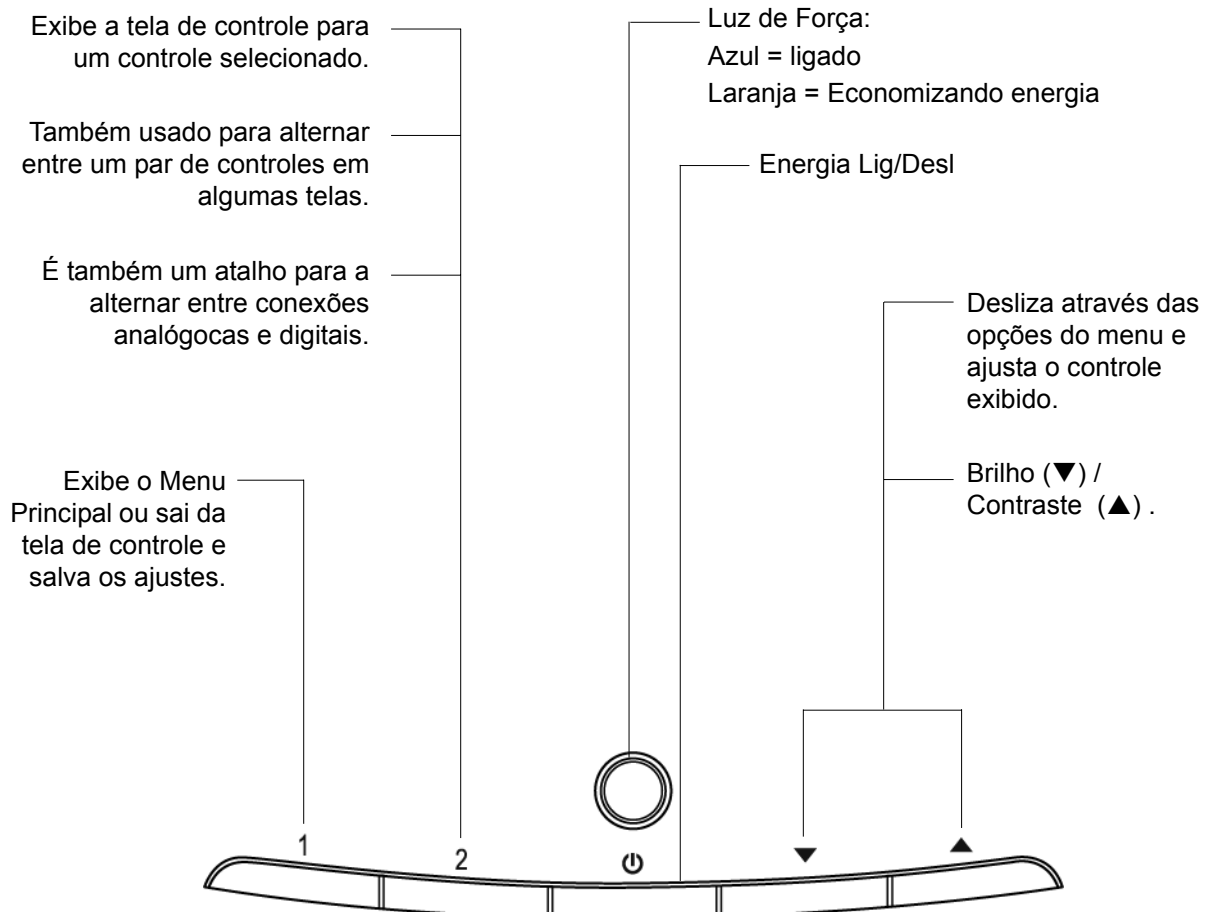 Exibe a tela de controle para
um controle selecionado.
Também usado para alternar
entre um par de controles em
algumas telas.
É também um atalho para a
alternar entre conexões
analógocas e digitais.
Exibe o Menu
Principal ou sai da
tela de controle e
salva os ajustes.
Luz de Força:
Azul = ligado
Laranja = Economizando energia
Energia Lig/Desl
Desliza através das
opções do menu e
ajusta o controle
exibido.
Brilho (▼) /
Contraste (▲) .
1
2
▼
▲